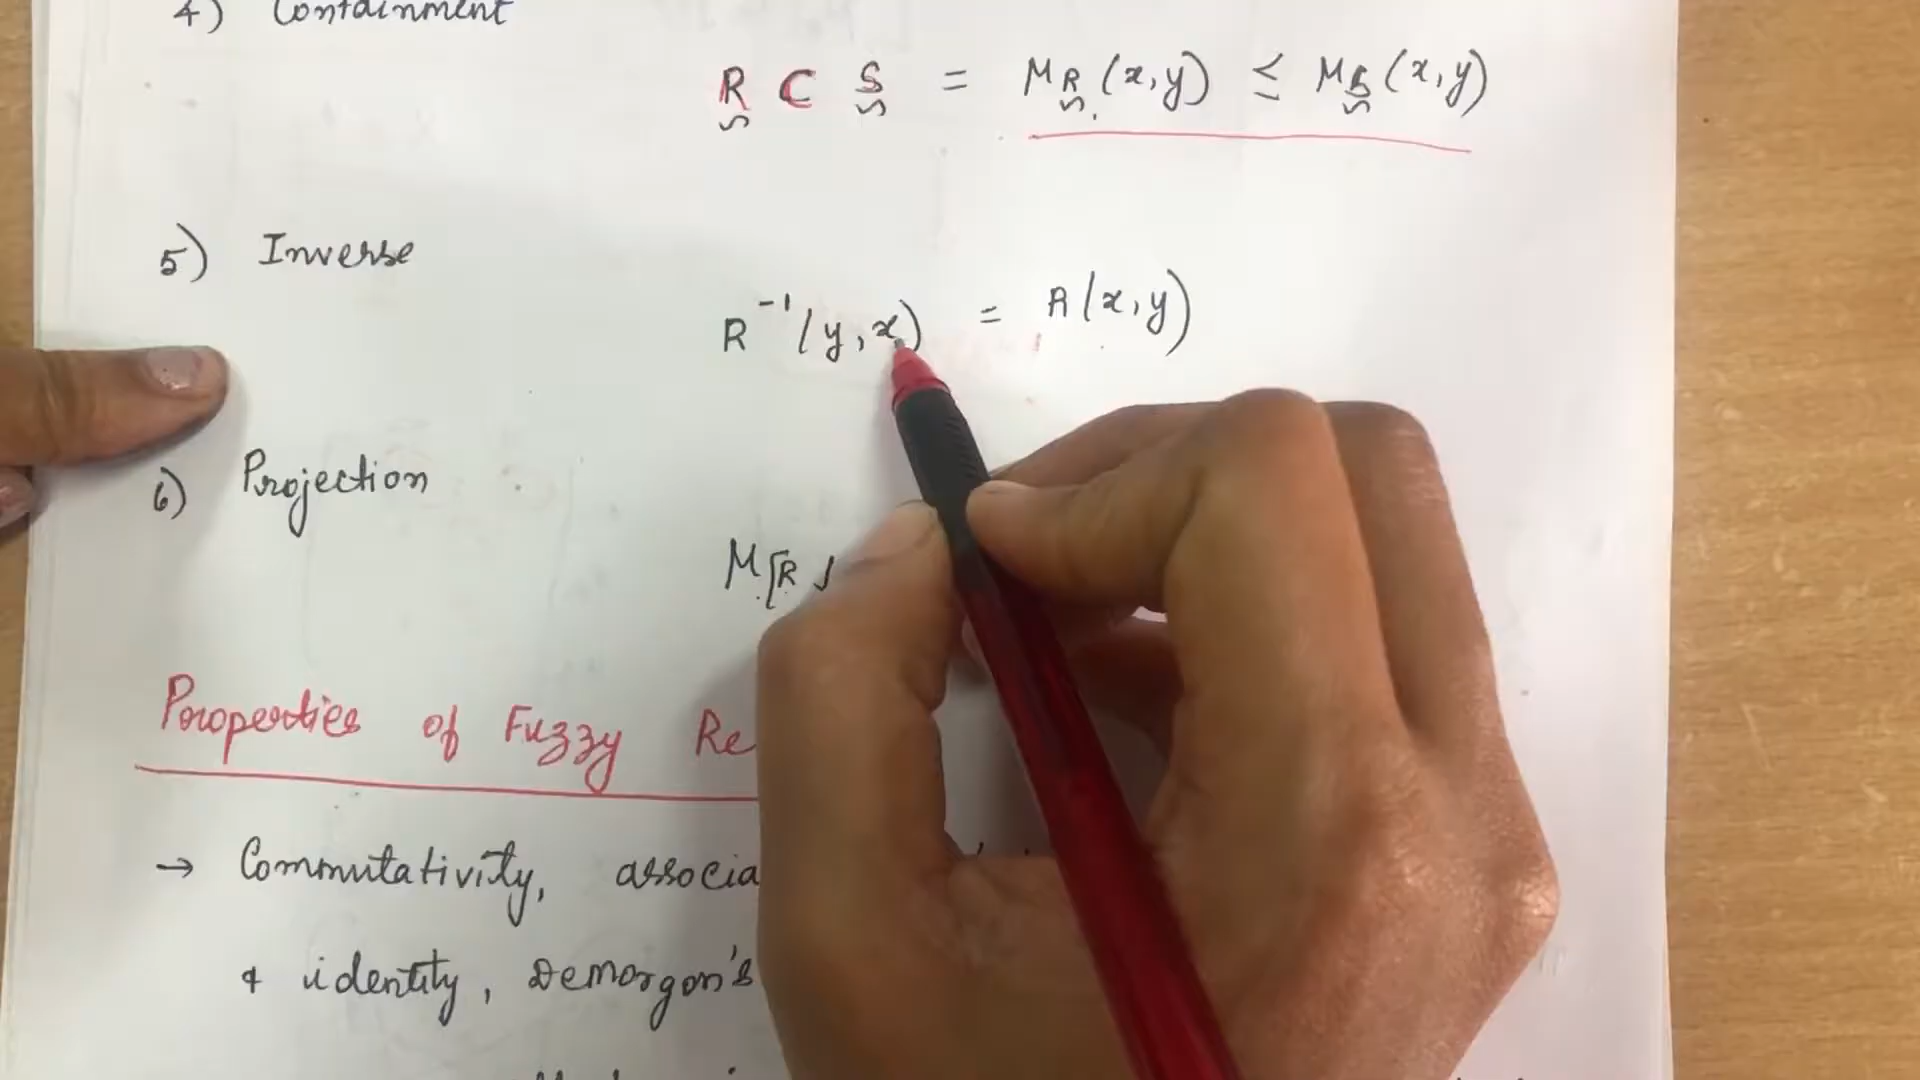 4) Containment
R C S = MR (x,y) ≤ MS (x,y)
5) Inverse
R⁻¹ (y,x) = R(x,y)
6) Projection
M[R ↓
Properties of Fuzzy Re
→ Commutativity, associa
& identity, Demorgon's